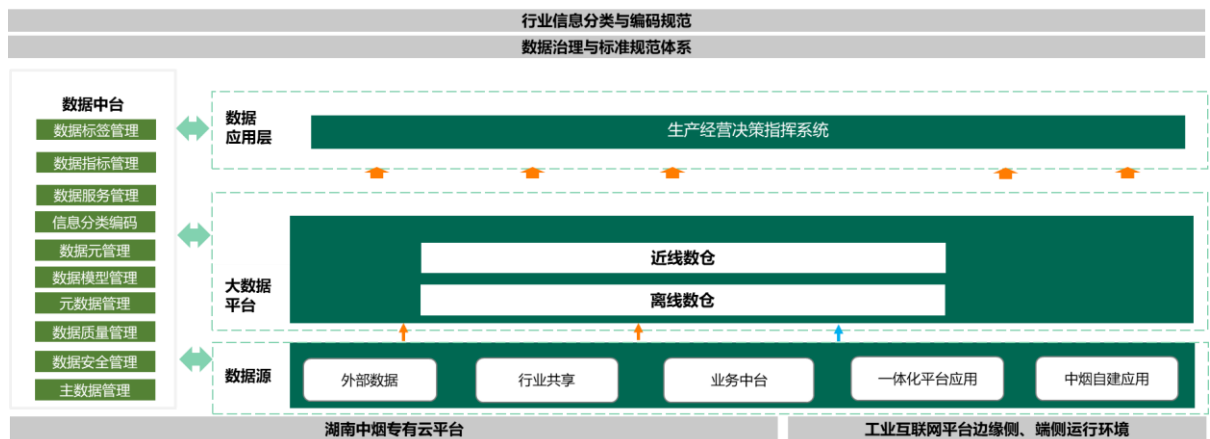 行业信息分类与编码规范
数据治理与标准规范体系
数据中台
数据标签管理
数据指标管理
数据服务管理
信息分类编码
数据元管理
数据模型管理
元数据管理
数据质量管理
数据安全管理
主数据管理
数据
应用层
生产经营决策指挥系统
大数据
平台
近线数仓
离线数仓
数据源
外部数据
行业共享
业务中台
一体化平台应用
中烟自建应用
湖南中烟专有云平台
工业互联网平台边缘侧、端侧运行环境